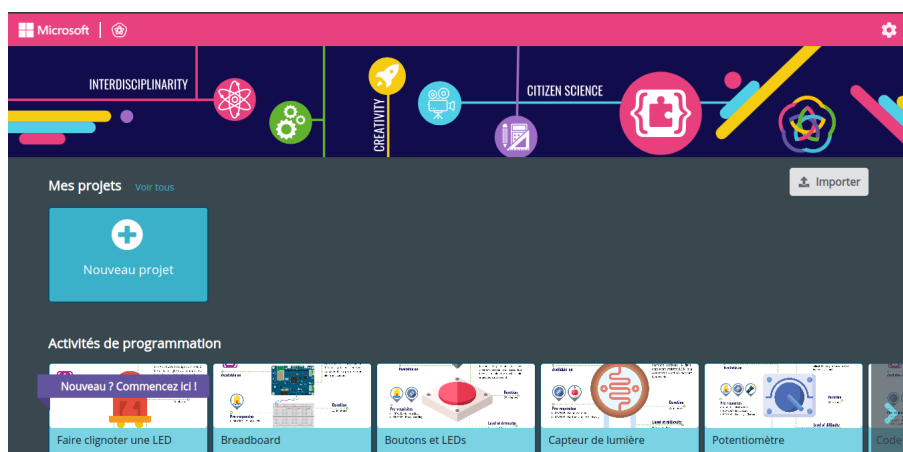 Microsoft
INTERDISCIPLINARITY
CREATIVITY
CITIZEN SCIENCE
Mes projets Voir tous
Importer
Nouveau projet
Activités de programmation
Nouveau ? Commencez ici !
Faire clignoter une LED
Breadboard
Boutons et LEDs
Capteur de lumière
Potentiomètre
Code